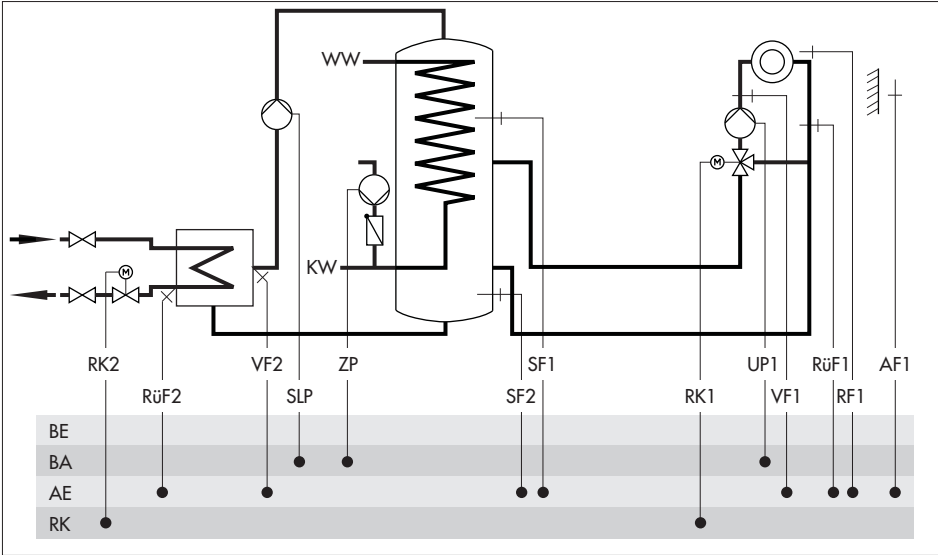 WW
M
M
KW
RK2 VF2 ZP SF1 UP1 RüF1 AF1
RüF2 SLP SF2 RK1 VF1 RF1
BE
BA
AE
RK